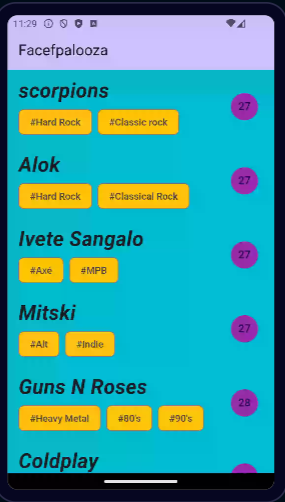 11:29
Facefpalooza
scorpions
27
#Hard Rock #Classic rock
Alok
27
#Hard Rock #Classical Rock
Ivete Sangalo
27
#Axé #MPB
Mitski
27
#Alt #Indie
Guns N Roses
28
#Heavy Metal #80's #90's
Coldplay